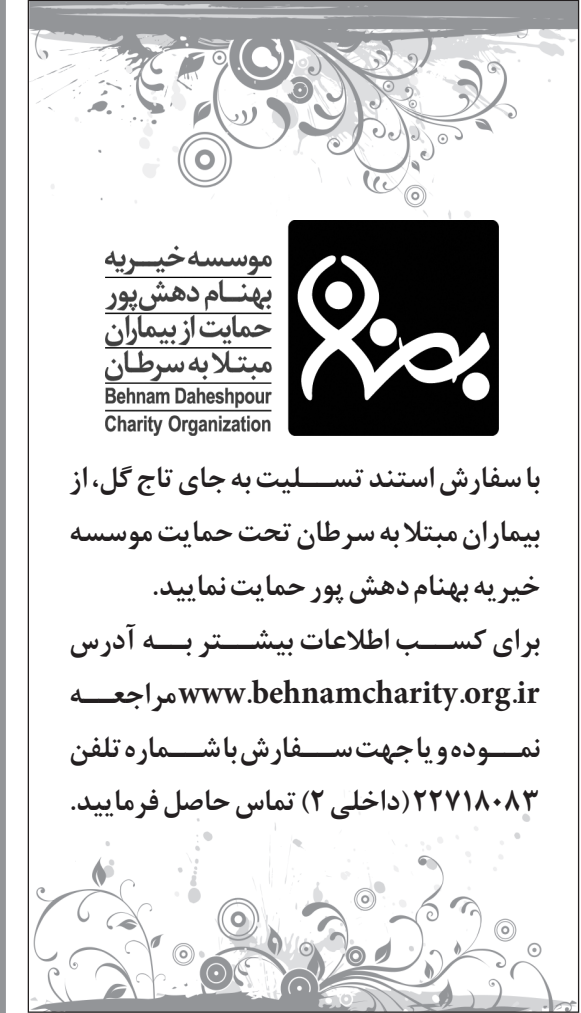 موسسه خیریه
بهنام دهش‌پور
حمایت از بیماران
مبتلا به سرطان
Behnam Daheshpour
Charity Organization
بهنام
با سفارش استند تسلیت به جای تاج گل، از
بیماران مبتلا به سرطان تحت حمایت موسسه
خیریه بهنام دهش پور حمایت نمایید.
برای کسب اطلاعات بیشتر به آدرس
www.behnamcharity.org.ir مراجعه
نموده و یا جهت سفارش با شماره تلفن
۲۲۷۱۸۰۸۳ (داخلی ۲) تماس حاصل فرمایید.